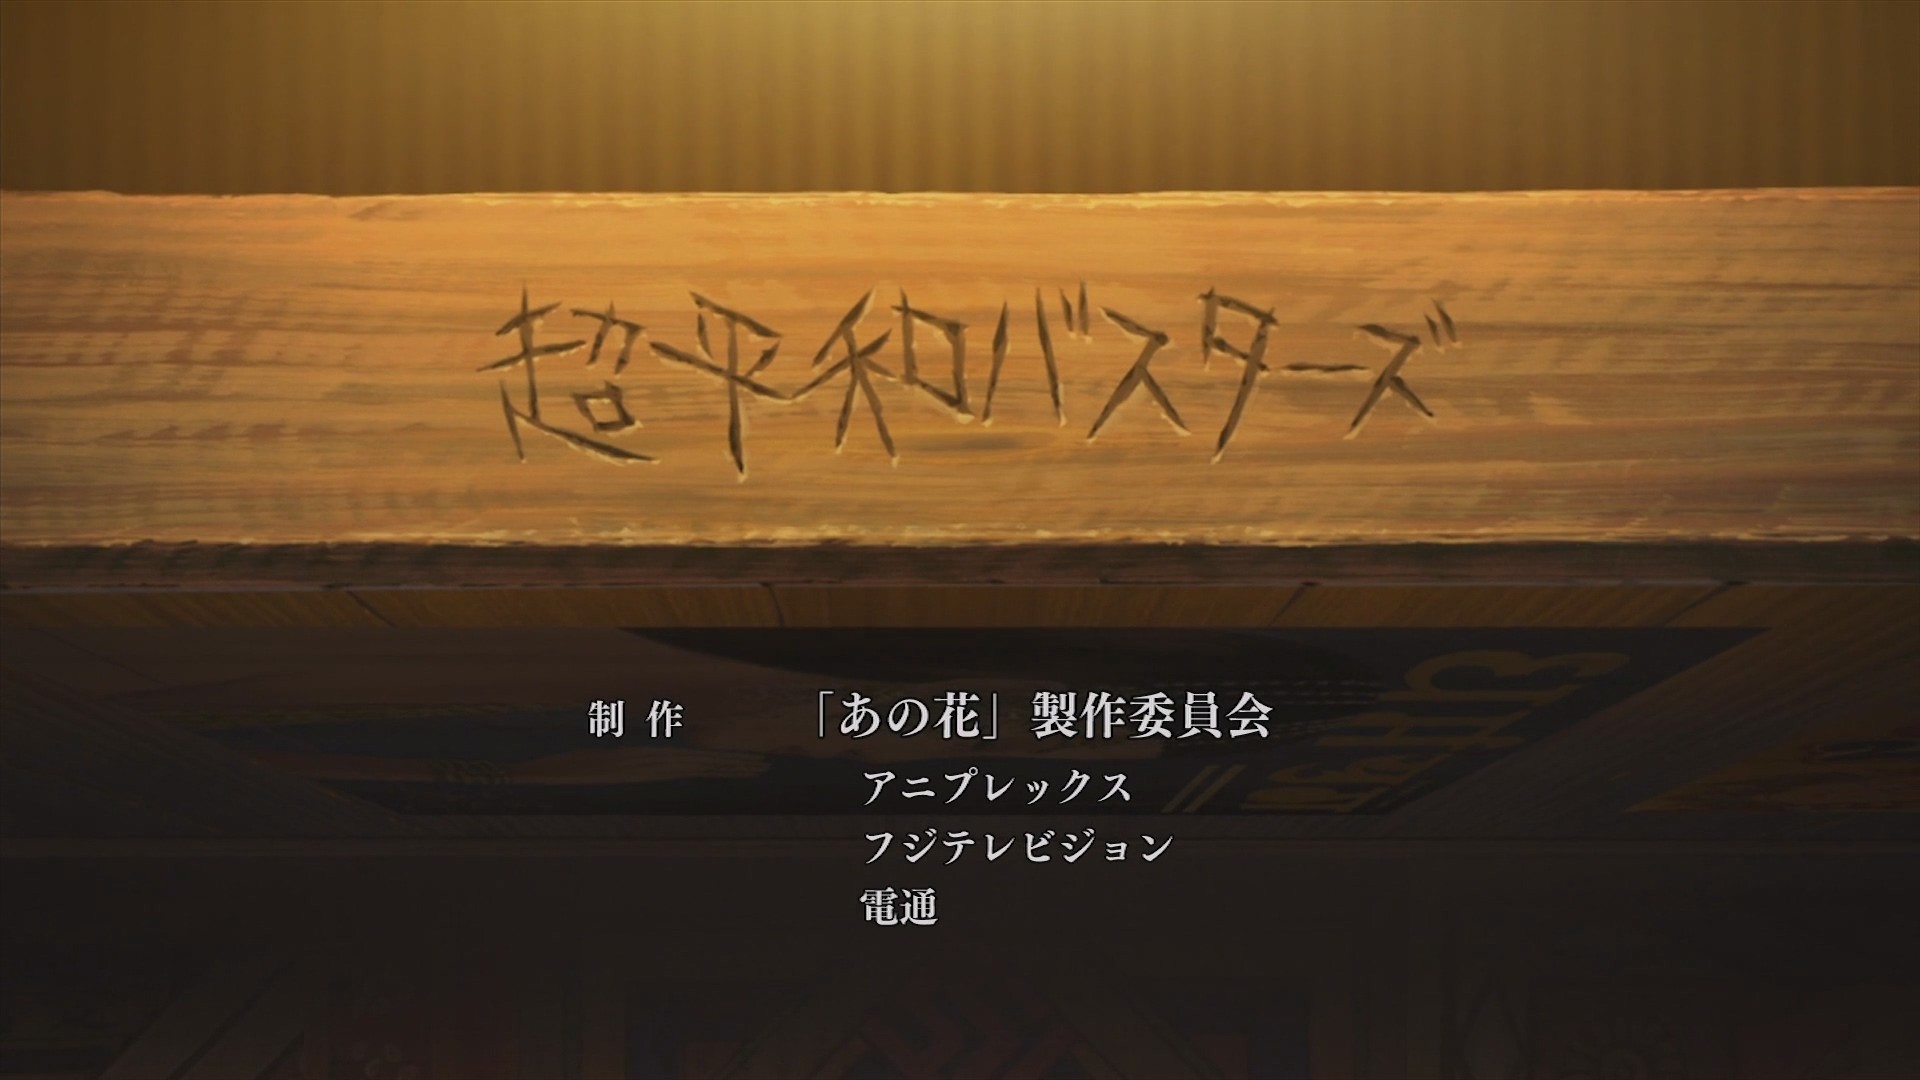 超平和バスターズ
制作 「あの花」製作委員会
アニプレックス
フジテレビジョン
電通